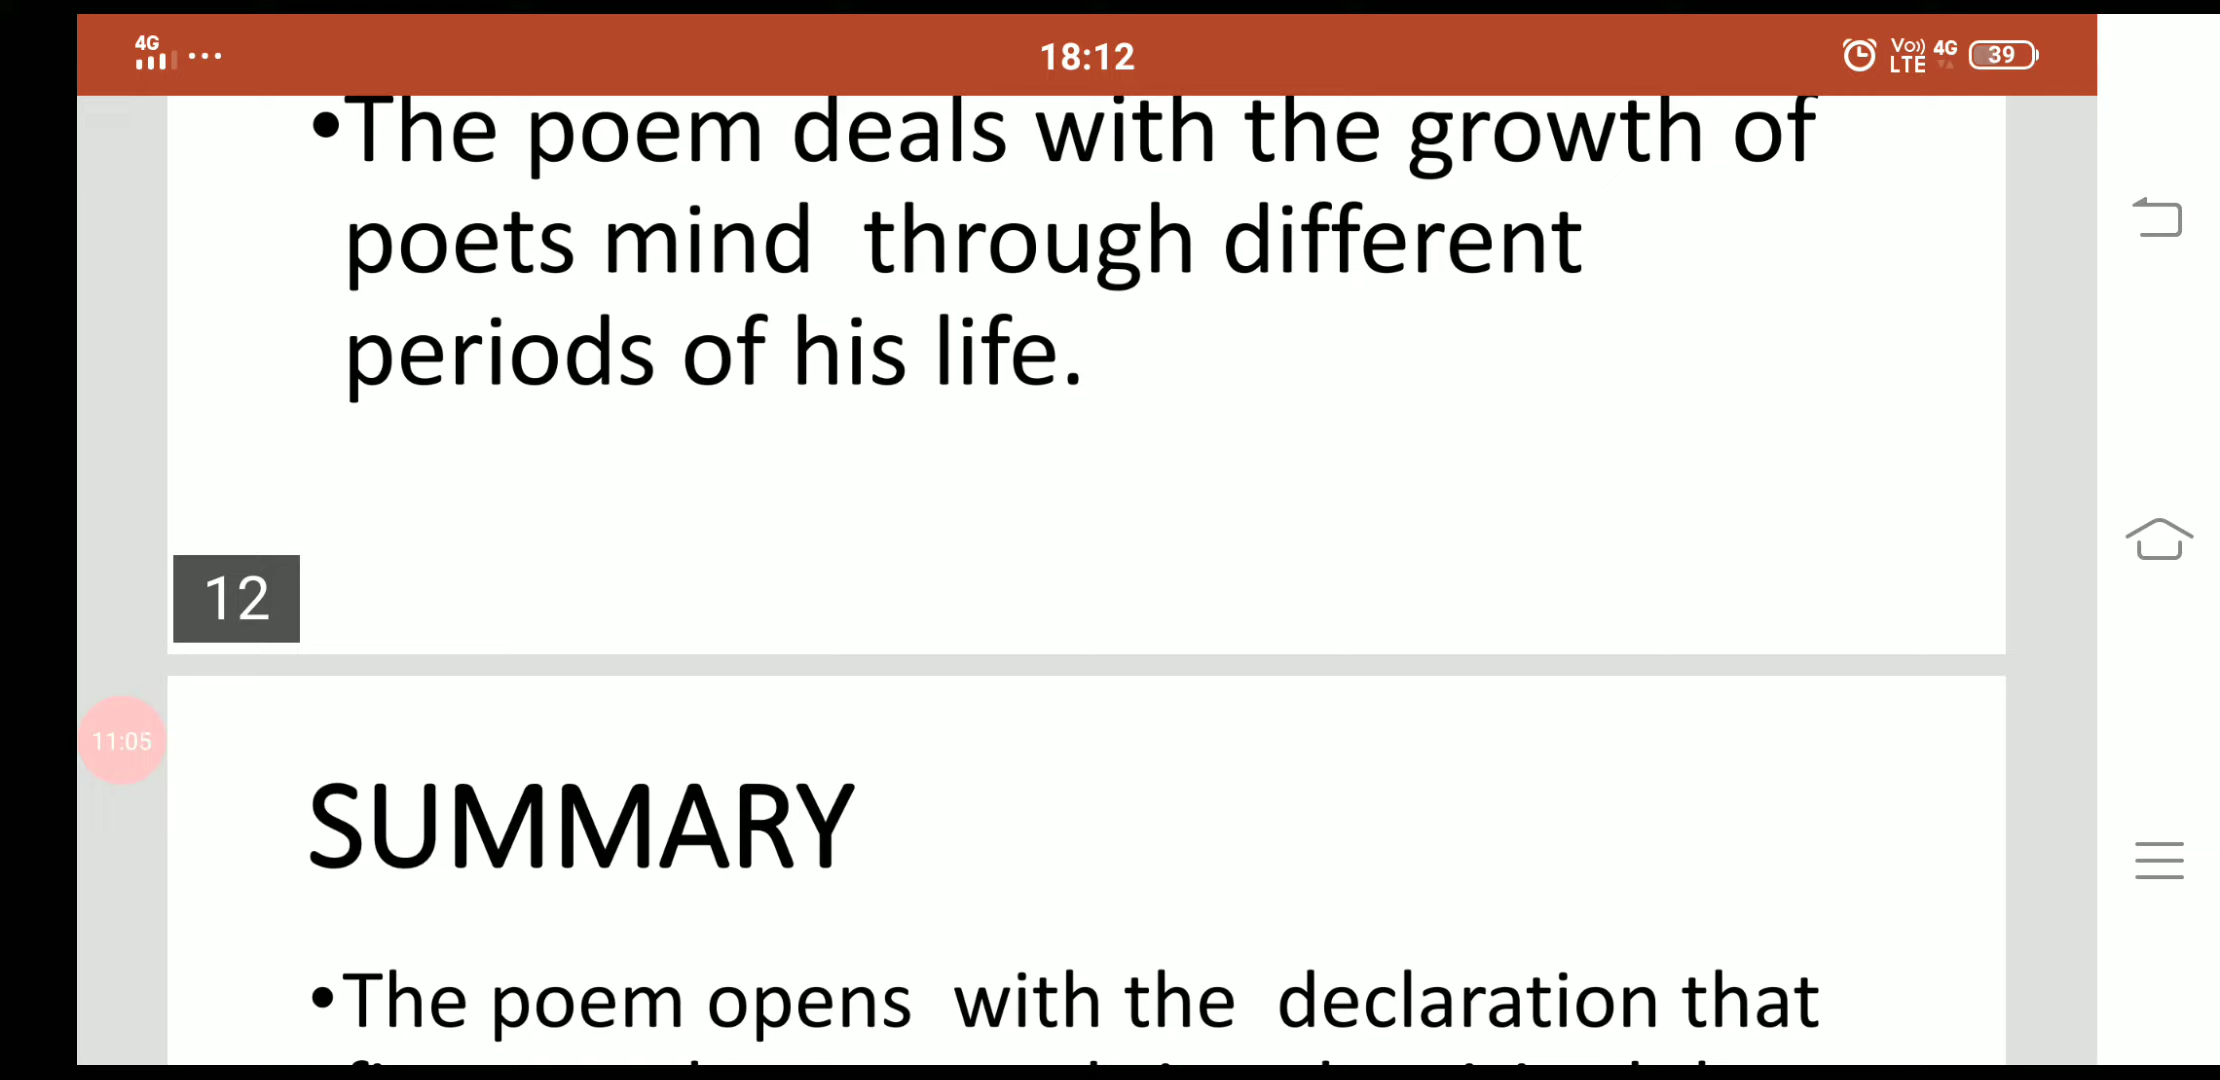 4G
18:12
Vo)) 4G
LTE
39
•The poem deals with the growth of
poets mind  through different
periods of his life.
12
11:05
SUMMARY
•The poem opens  with the  declaration that